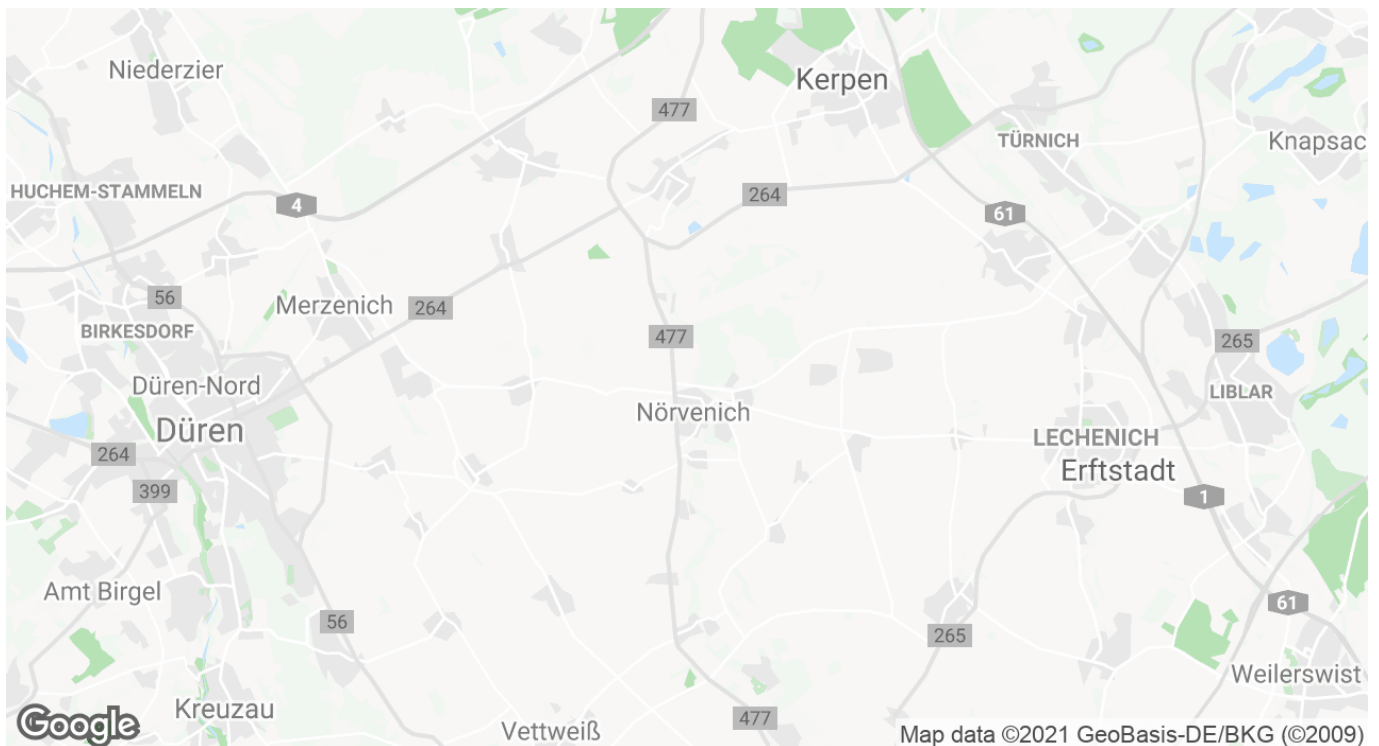 Niederzier
Kerpen
477
TÜRNICH
Knapsac
HUCHEM-STAMMELN
4
264
61
56
Merzenich
264
BIRKESDORF
477
265
Düren-Nord
LIBLAR
Nörvenich
Düren
LECHENICH
264
Erftstadt
399
1
Amt Birgel
61
56
265
Weilerswist
Kreuzau
Google
Vettweiß
477
Map data ©2021 GeoBasis-DE/BKG (©2009)